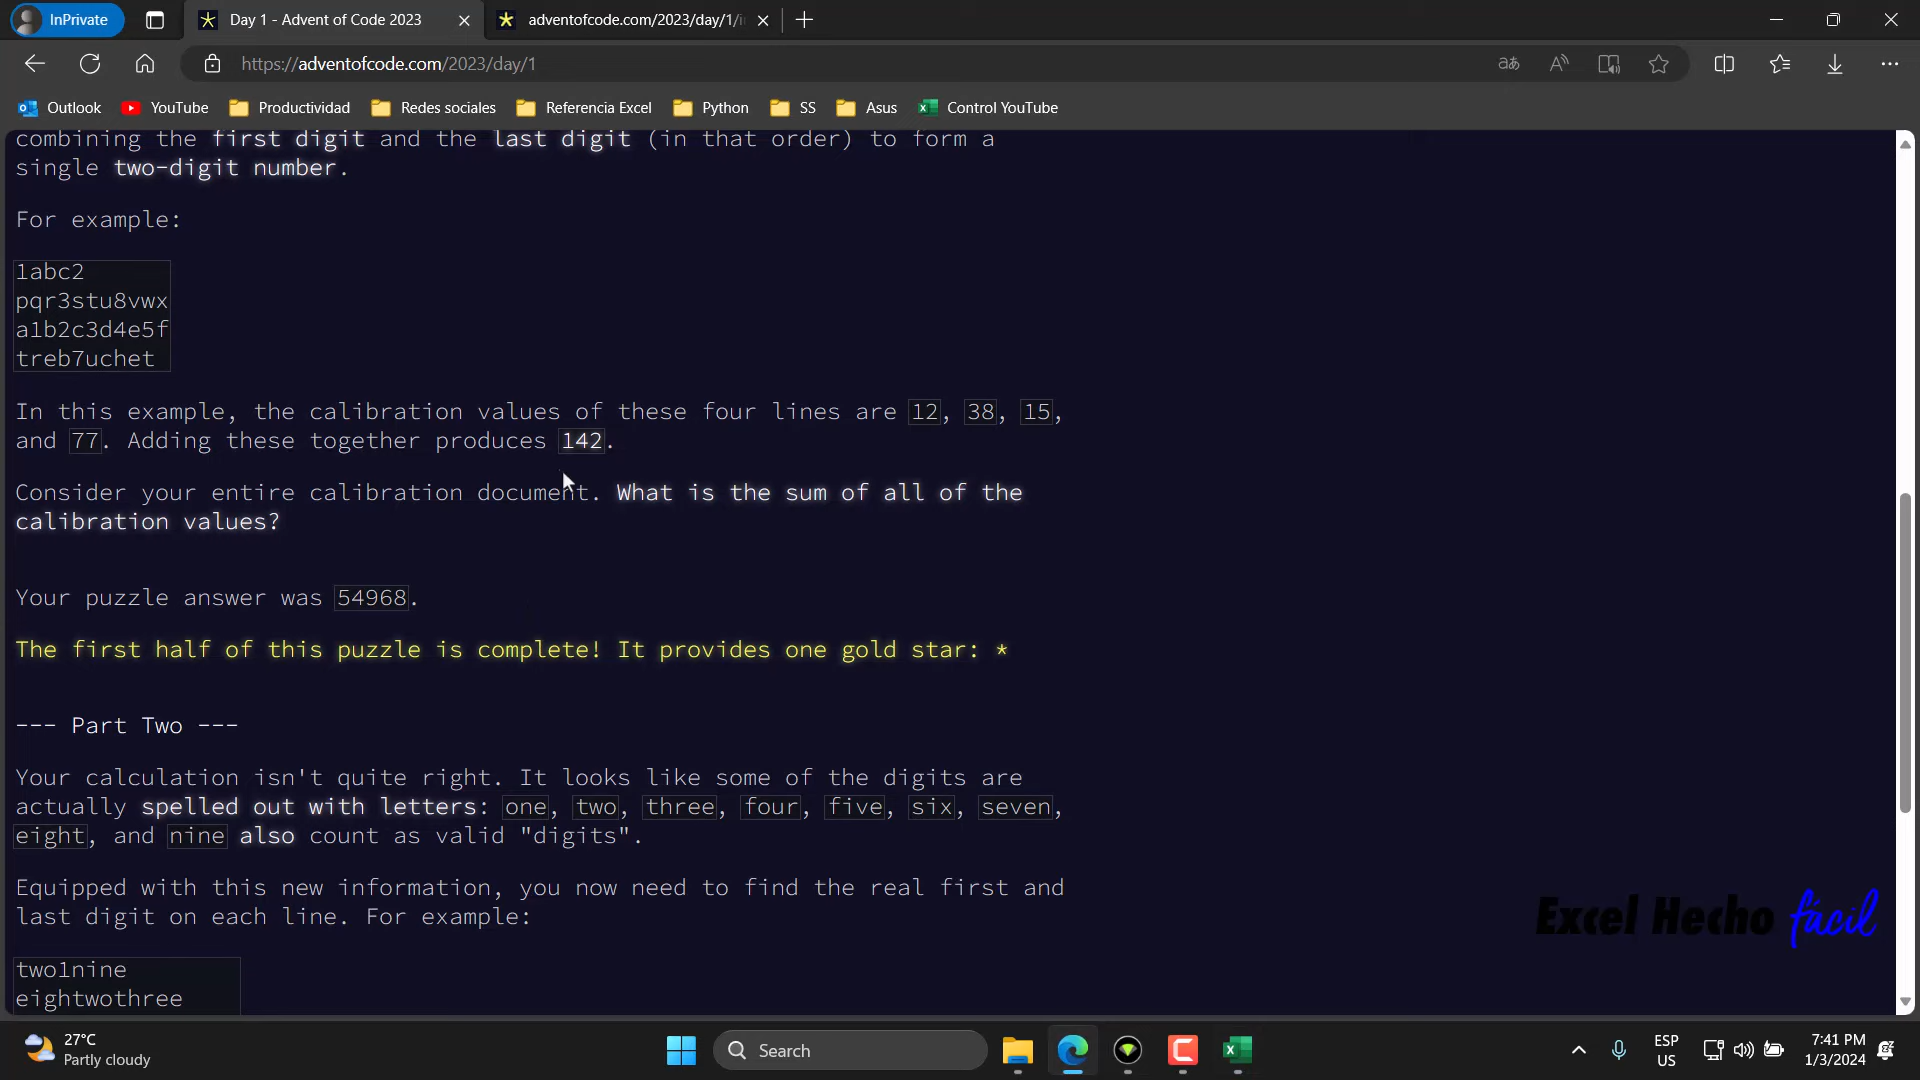 InPrivate
Day 1 - Advent of Code 2023
adventofcode.com/2023/day/1/i
https://adventofcode.com/2023/day/1
Outlook
YouTube
Productividad
Redes sociales
Referencia Excel
Python
SS
Asus
Control YouTube
combining the first digit and the last digit (in that order) to form a
single two-digit number.
For example:
1abc2
pqr3stu8vwx
a1b2c3d4e5f
treb7uchet
In this example, the calibration values of these four lines are 12, 38, 15,
and 77. Adding these together produces 142.
Consider your entire calibration document. What is the sum of all of the
calibration values?
Your puzzle answer was 54968.
The first half of this puzzle is complete! It provides one gold star: *
--- Part Two ---
Your calculation isn't quite right. It looks like some of the digits are
actually spelled out with letters: one, two, three, four, five, six, seven,
eight, and nine also count as valid "digits".
Equipped with this new information, you now need to find the real first and
last digit on each line. For example:
two1nine
eightwothree
Excel Hecho fácil
27°C
Partly cloudy
Search
ESP
US
7:41 PM
1/3/2024